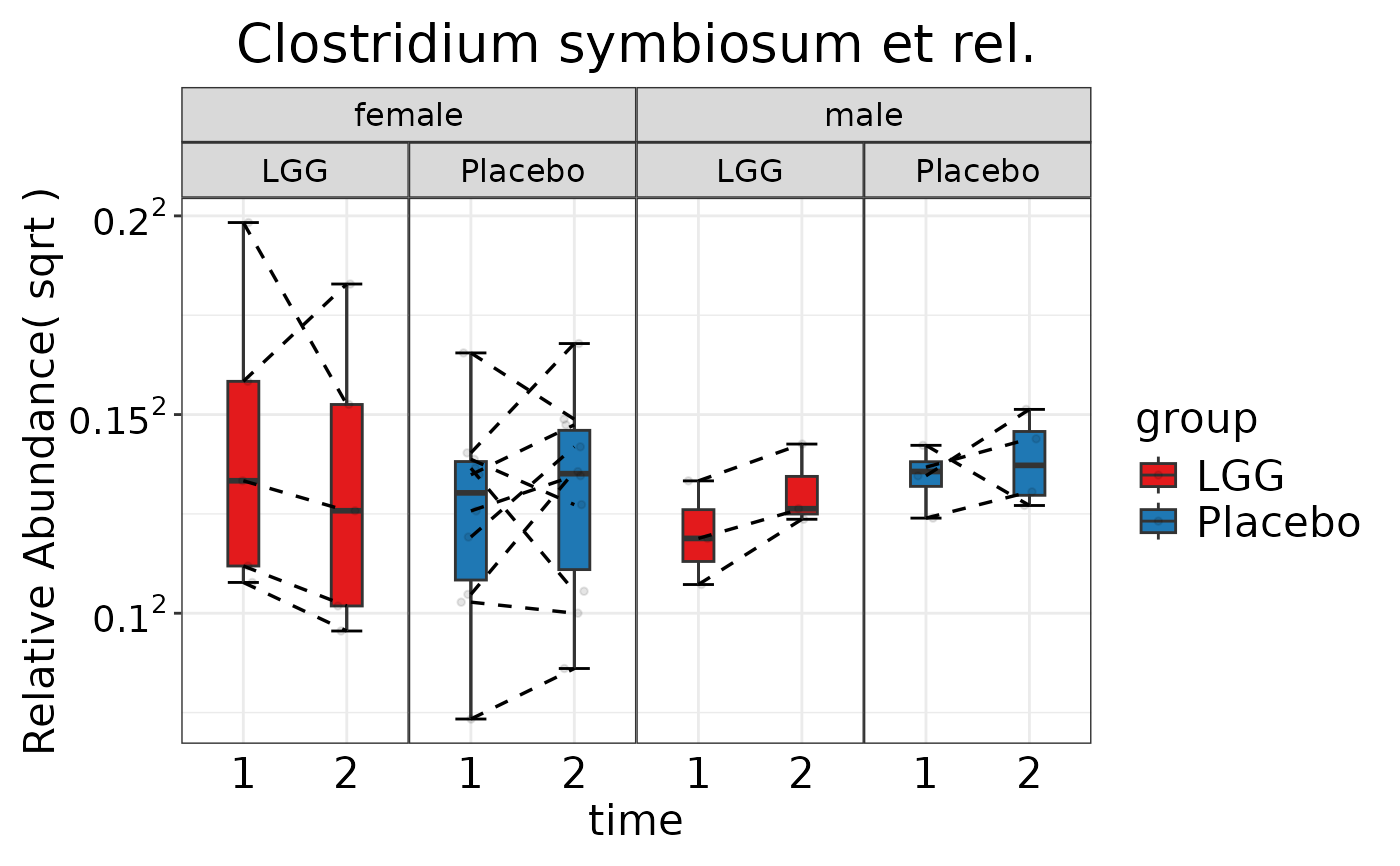 Clostridium symbiosum et rel.
female male
LGG Placebo LGG Placebo
Relative Abundance( sqrt )
0.2²
0.15²
0.1²
1 2 1 2 1 2 1 2
time
group
LGG
Placebo